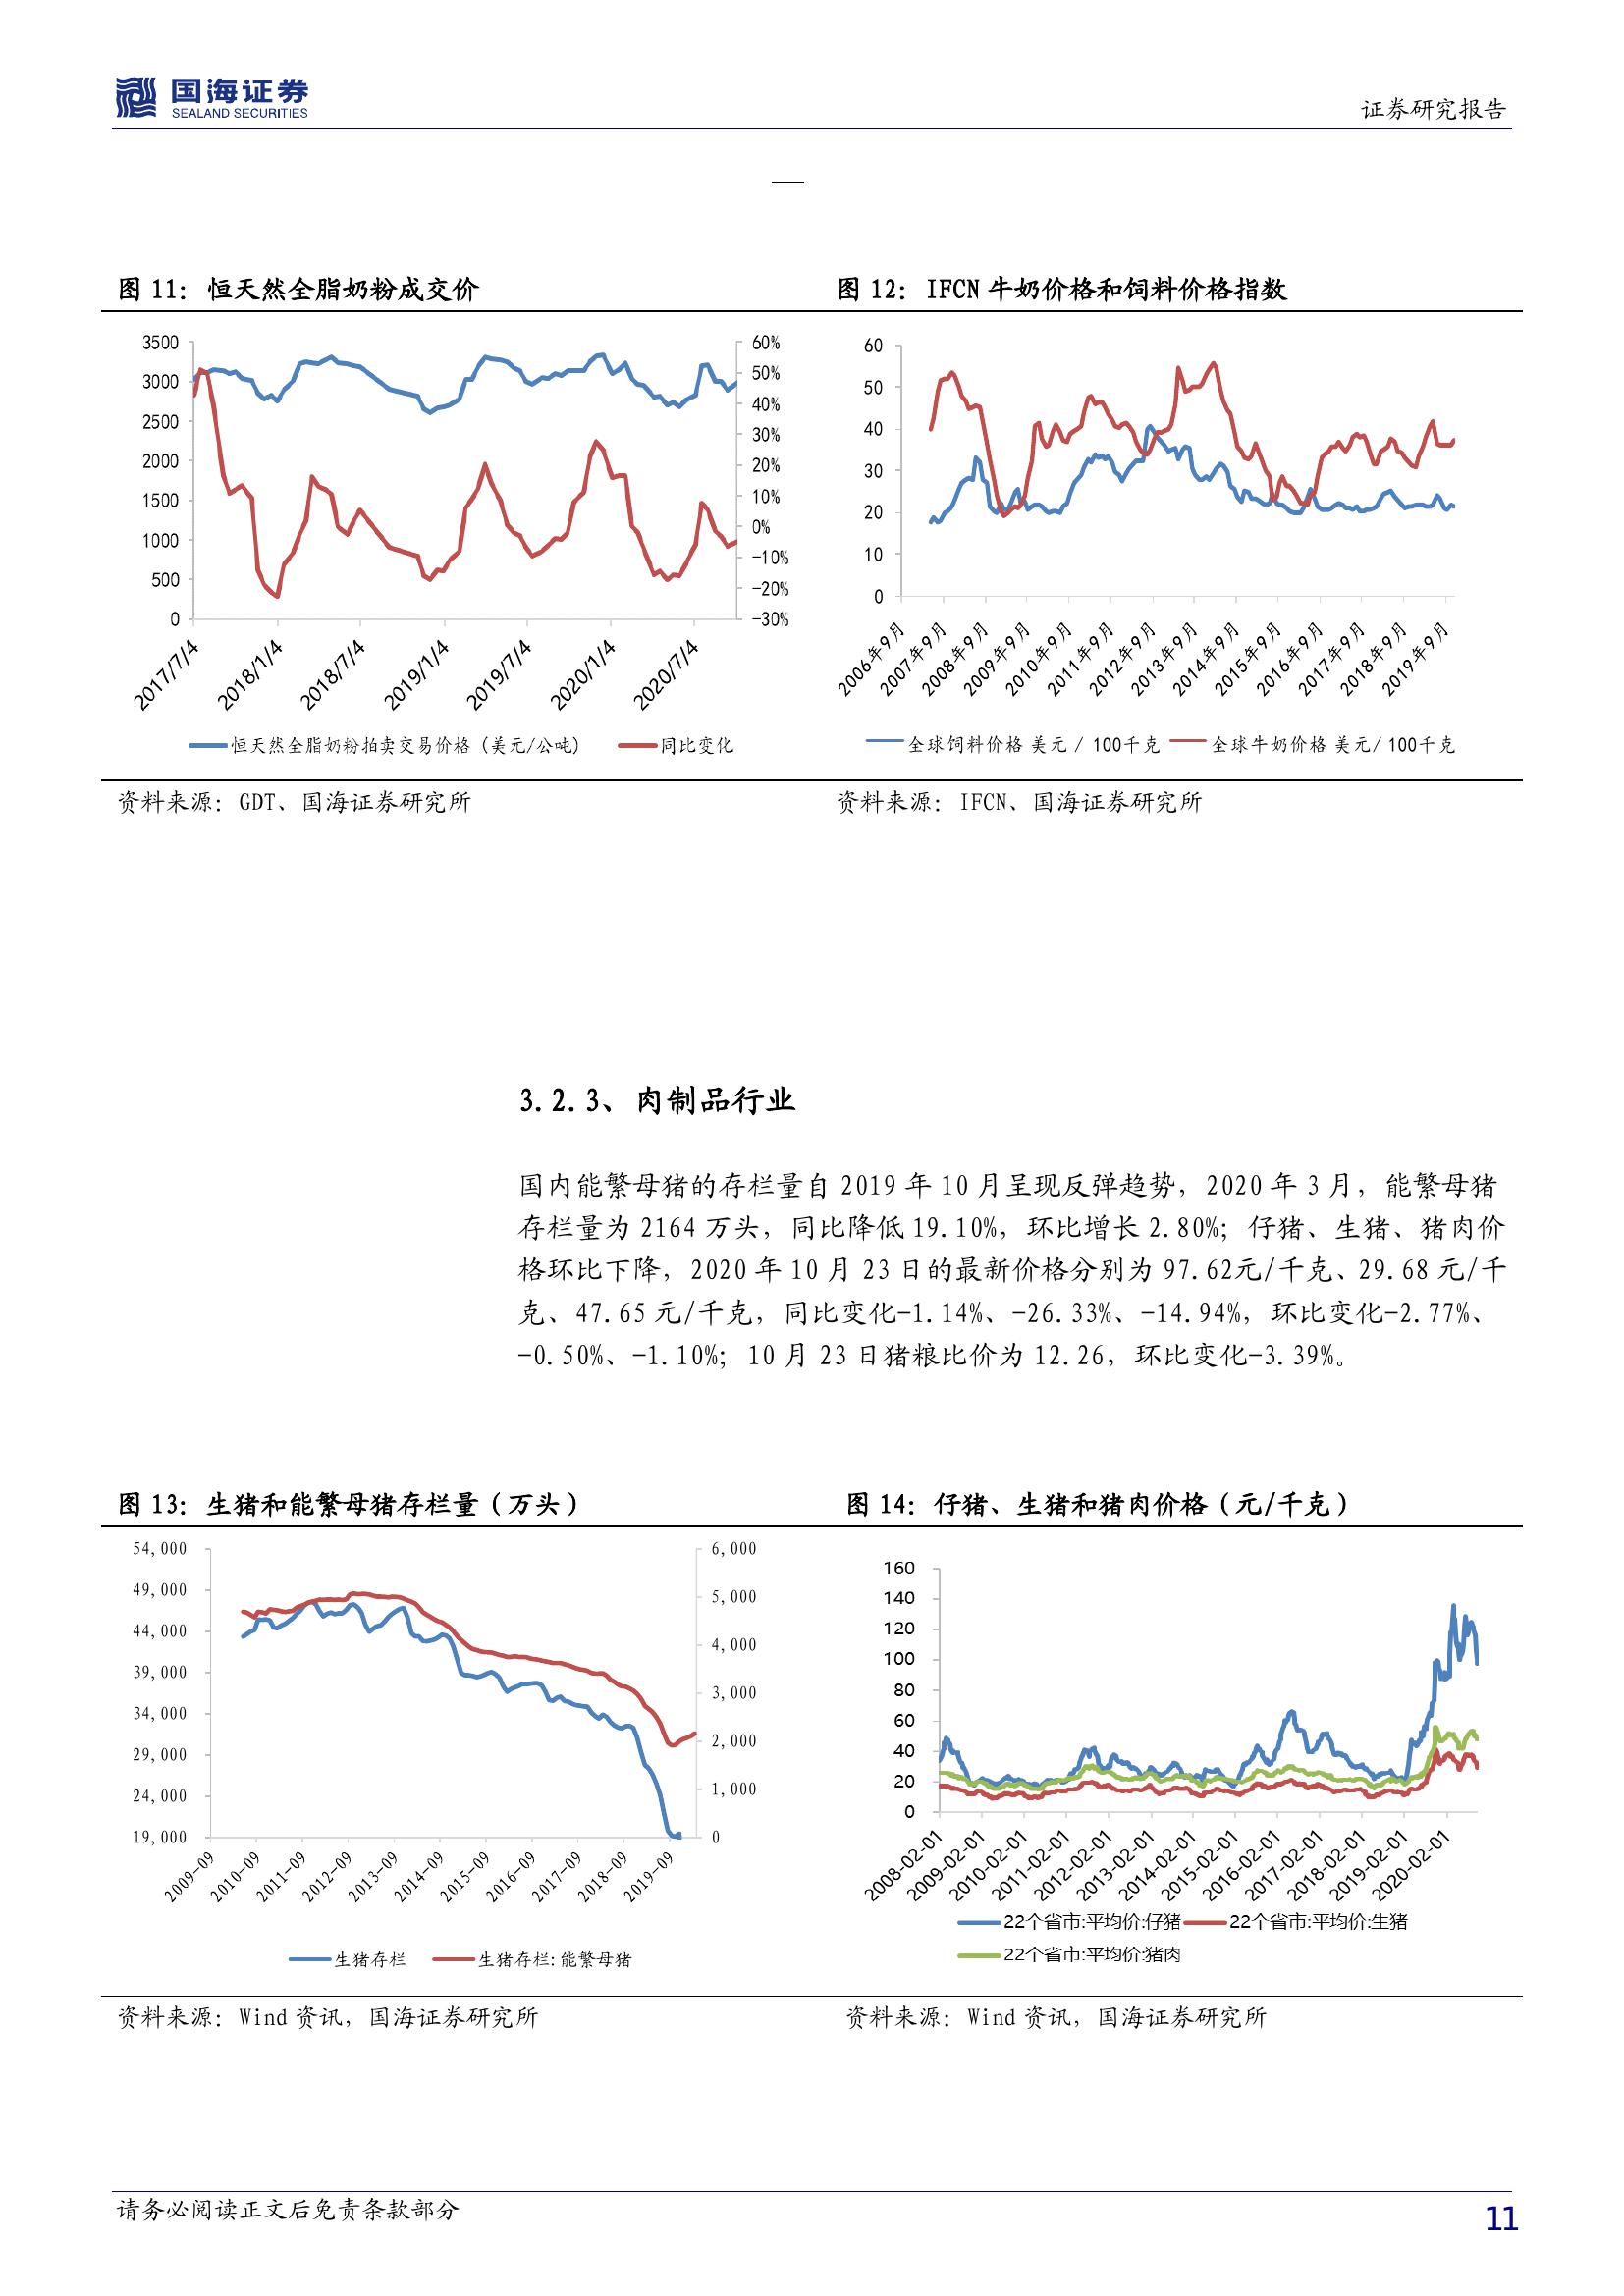 国海证券
SEALAND SECURITIES
证券研究报告
图 11: 恒天然全脂奶粉成交价
3500
3000
2500
2000
1500
1000
500
0
60%
50%
40%
30%
20%
10%
0%
-10%
-20%
-30%
2017/7/4
2018/1/4
2018/7/4
2019/1/4
2019/7/4
2020/1/4
2020/7/4
恒天然全脂奶粉拍卖交易价格 (美元/公吨)
同比变化
资料来源: GDT、国海证券研究所
图 12: IFCN 牛奶价格和饲料价格指数
60
50
40
30
20
10
0
2006年9月
2007年9月
2008年9月
2009年9月
2010年9月
2011年9月
2012年9月
2013年9月
2014年9月
2015年9月
2016年9月
2017年9月
2018年9月
2019年9月
全球饲料价格 美元 / 100千克
全球牛奶价格 美元/ 100千克
资料来源: IFCN、国海证券研究所
3.2.3、肉制品行业
国内能繁母猪的存栏量自 2019 年 10 月呈现反弹趋势，2020 年 3 月，能繁母猪
存栏量为 2164 万头，同比降低 19.10%，环比增长 2.80%；仔猪、生猪、猪肉价
格环比下降，2020 年 10 月 23 日的最新价格分别为 97.62元/千克、29.68 元/千
克、47.65 元/千克，同比变化-1.14%、-26.33%、-14.94%，环比变化-2.77%、
-0.50%、-1.10%；10 月 23 日猪粮比价为 12.26，环比变化-3.39%。
图 13: 生猪和能繁母猪存栏量（万头）
54,000
49,000
44,000
39,000
34,000
29,000
24,000
19,000
6,000
5,000
4,000
3,000
2,000
1,000
0
2009-09
2010-09
2011-09
2012-09
2013-09
2014-09
2015-09
2016-09
2017-09
2018-09
2019-09
生猪存栏
生猪存栏:能繁母猪
资料来源: Wind 资讯，国海证券研究所
图 14: 仔猪、生猪和猪肉价格（元/千克）
160
140
120
100
80
60
40
20
0
2008-02-01
2009-02-01
2010-02-01
2011-02-01
2012-02-01
2013-02-01
2014-02-01
2015-02-01
2016-02-01
2017-02-01
2018-02-01
2019-02-01
2020-02-01
22个省市:平均价:仔猪
22个省市:平均价:生猪
22个省市:平均价:猪肉
资料来源: Wind 资讯，国海证券研究所
请务必阅读正文后免责条款部分
11